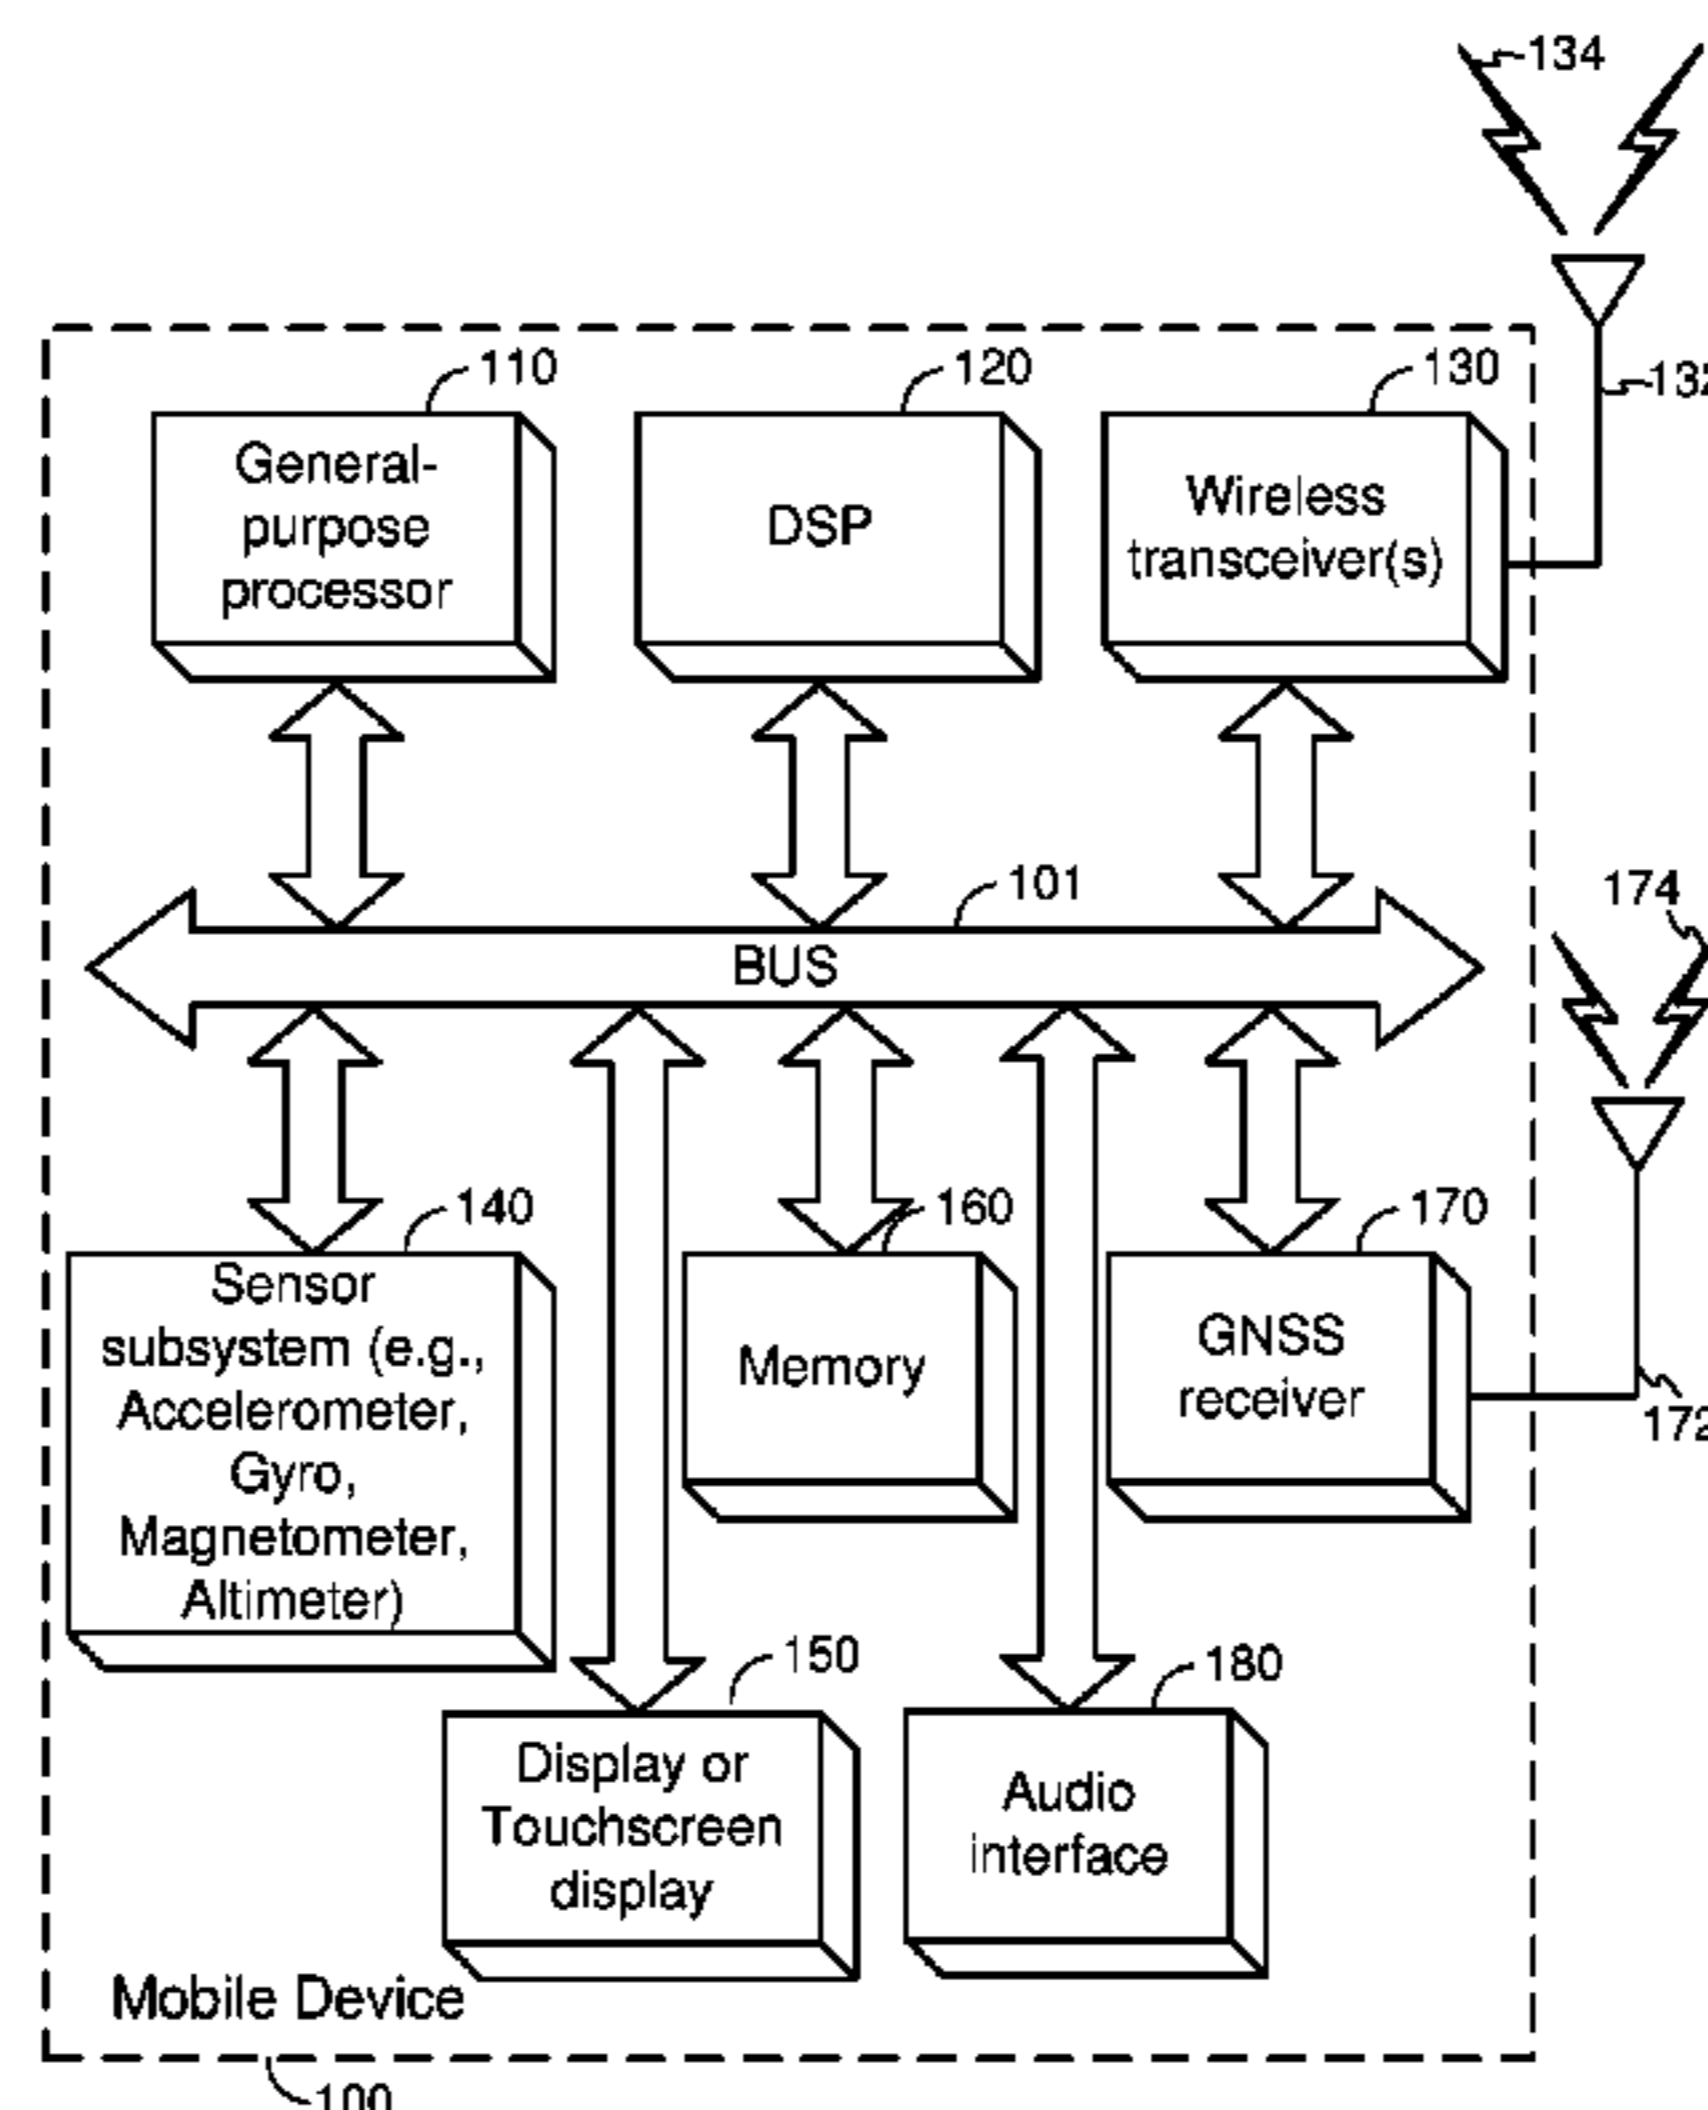 134
110
120
130
132
General-
purpose
processor
DSP
Wireless
transceiver(s)
101
174
BUS
140
160
170
Sensor
subsystem (e.g.,
Accelerometer,
Gyro,
Magnetometer,
Altimeter)
Memory
GNSS
receiver
172
150
180
Display or
Touchscreen
display
Audio
interface
Mobile Device
100